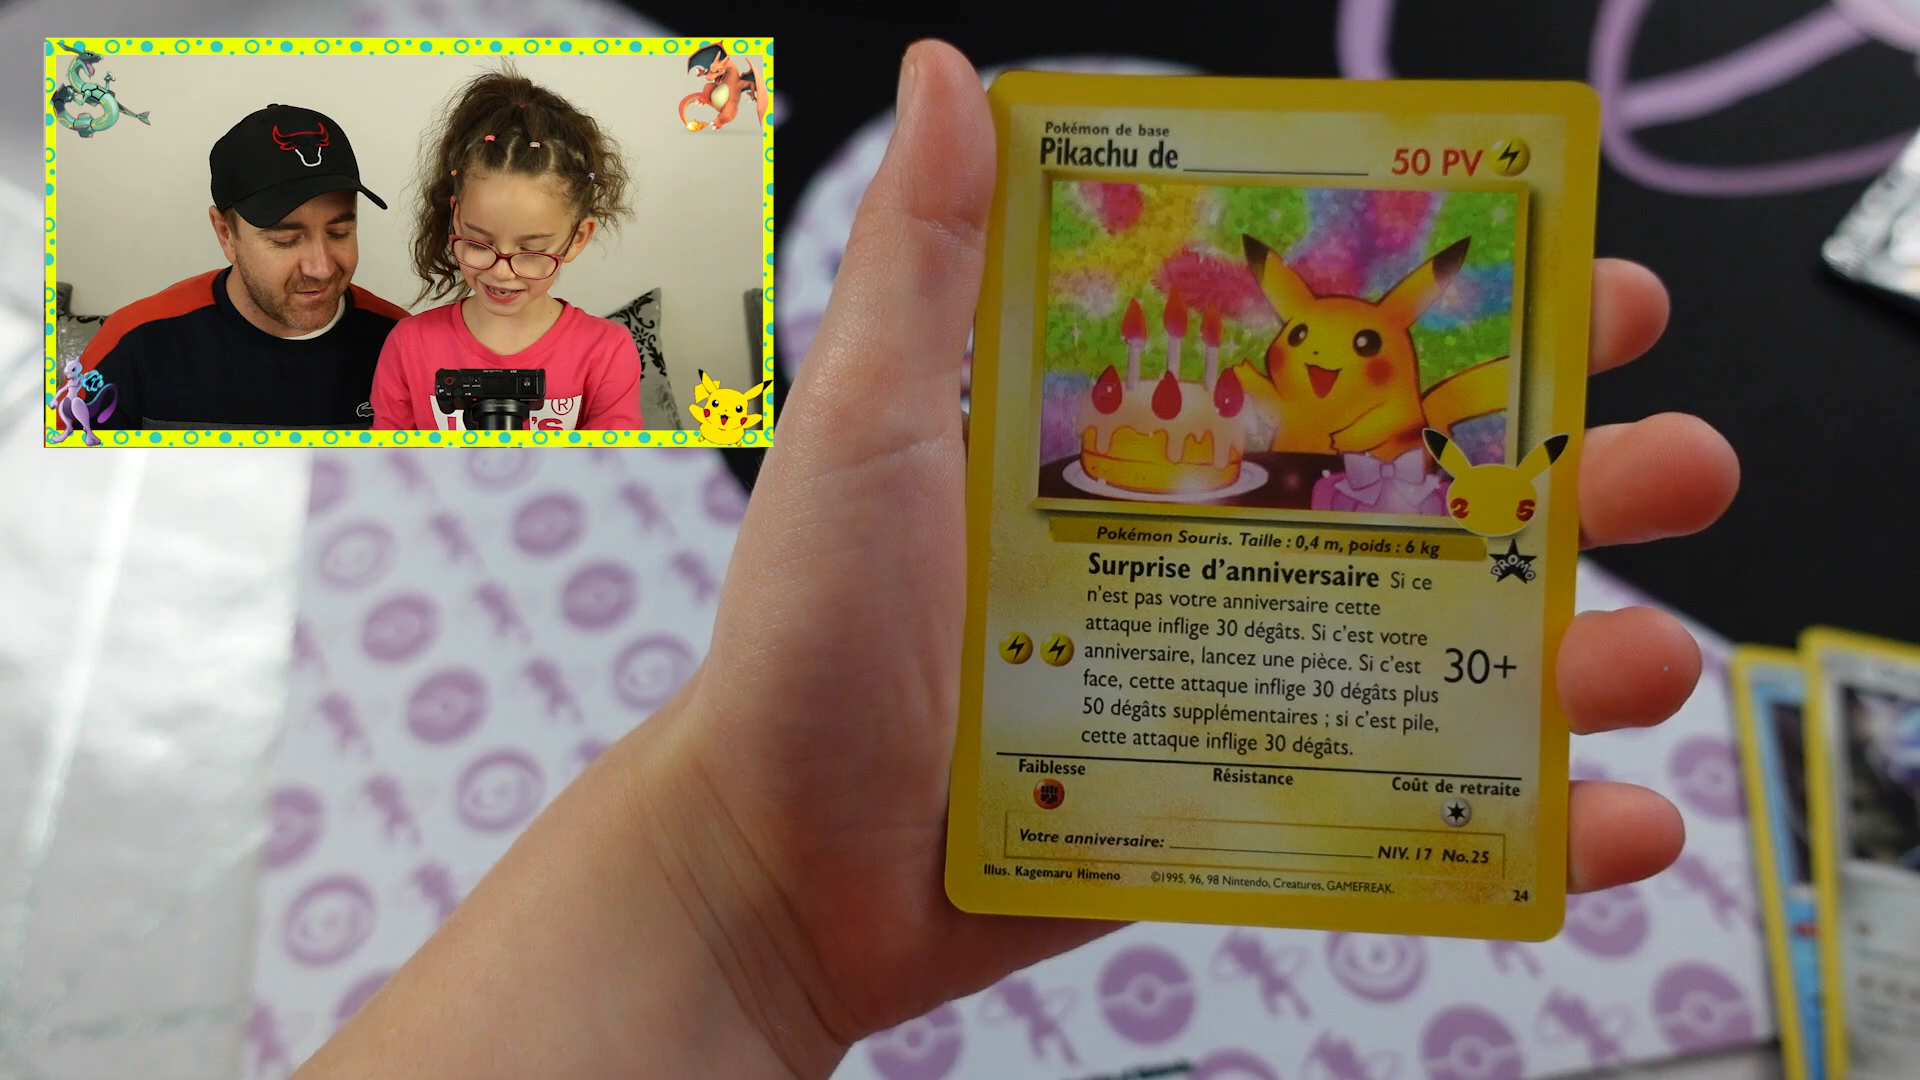 Pokémon de base
Pikachu de
50 PV
25
Pokémon Souris. Taille : 0,4 m, poids : 6 kg
PROMO
Surprise d'anniversaire Si ce
n'est pas votre anniversaire cette
attaque inflige 30 dégâts. Si c'est votre
anniversaire, lancez une pièce. Si c'est
face, cette attaque inflige 30 dégâts plus
50 dégâts supplémentaires ; si c'est pile,
cette attaque inflige 30 dégâts.
30+
Faiblesse
Résistance
Coût de retraite
Votre anniversaire:
NIV. 17 No.25
Illus. Kagemaru Himeno
©1995, 96, 98 Nintendo, Creatures, GAMEFREAK.
24